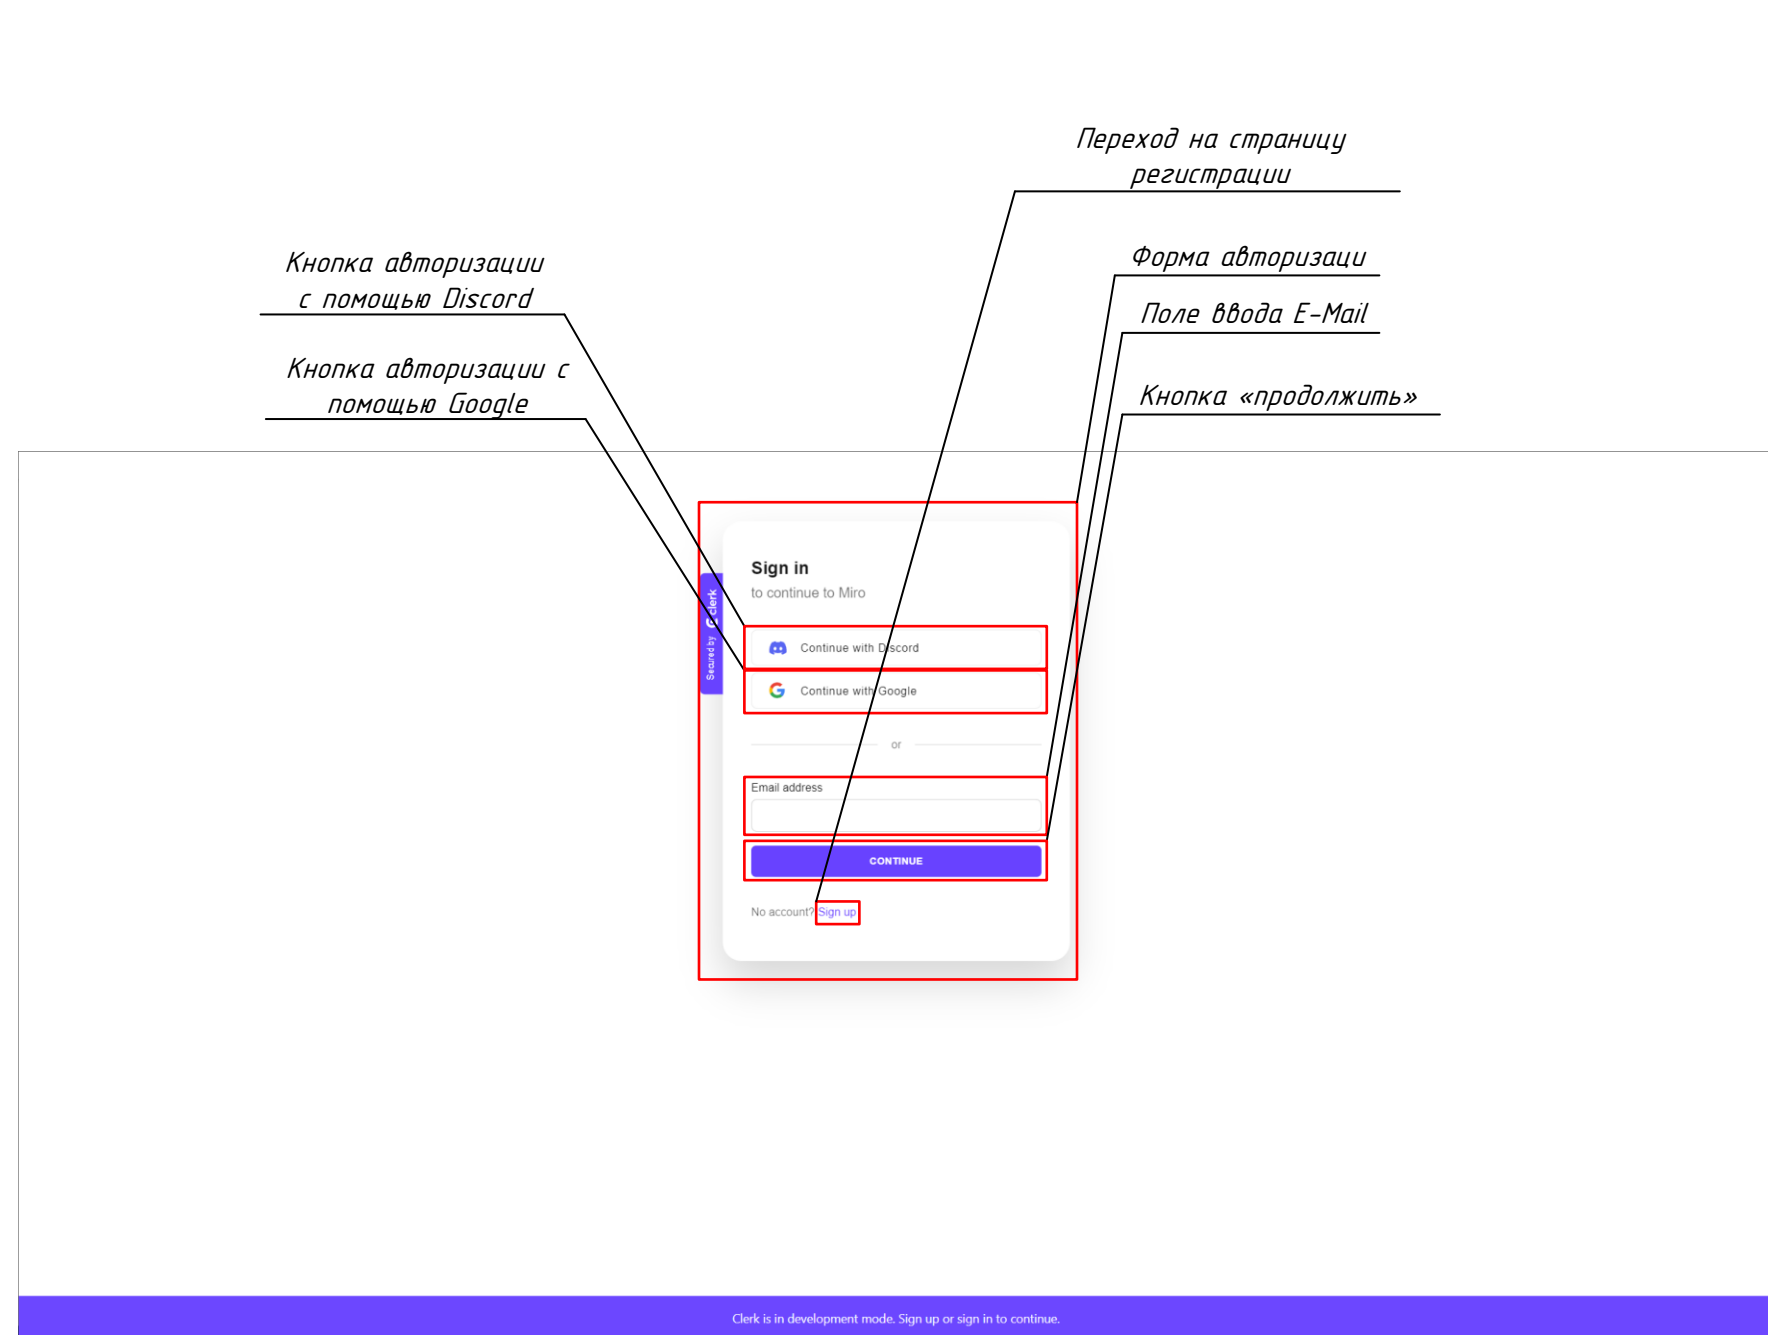 Переход на страницу
регистрации
Кнопка авторизации
с помощью Discord
Форма авторизаци
Поле ввода E-Mail
Кнопка авторизации с
помощью Google
Кнопка «продолжить»
Sign in
to continue to Miro
Secured by clerk
Continue with Discord
Continue with Google
or
Email address
CONTINUE
No account? Sign up
Clerk is in development mode. Sign up or sign in to continue.